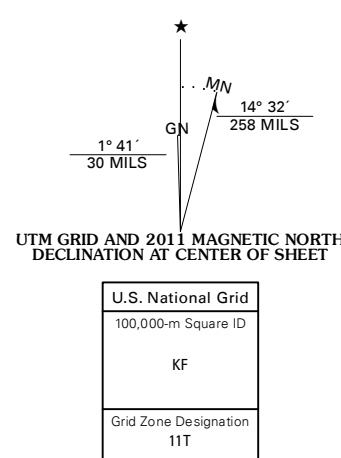 MN
14° 32´
258 MILS
GN
1° 41´
30 MILS
UTM GRID AND 2011 MAGNETIC NORTH
DECLINATION AT CENTER OF SHEET
U.S. National Grid
100,000-m Square ID
KF
Grid Zone Designation
11T